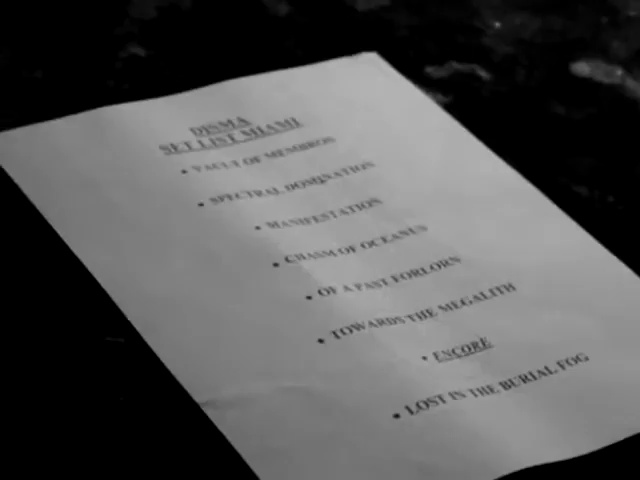 DISMA
SET LIST MIAMI
• VAULT OF MEMBROS
• SPECTRAL DOMINATION
• MANIFESTATION
• CHASM OF OCEANUS
• OF A PAST FORLORN
• TOWARDS THE MEGALITH
• ENCORE
• LOST IN THE BURIAL FOG